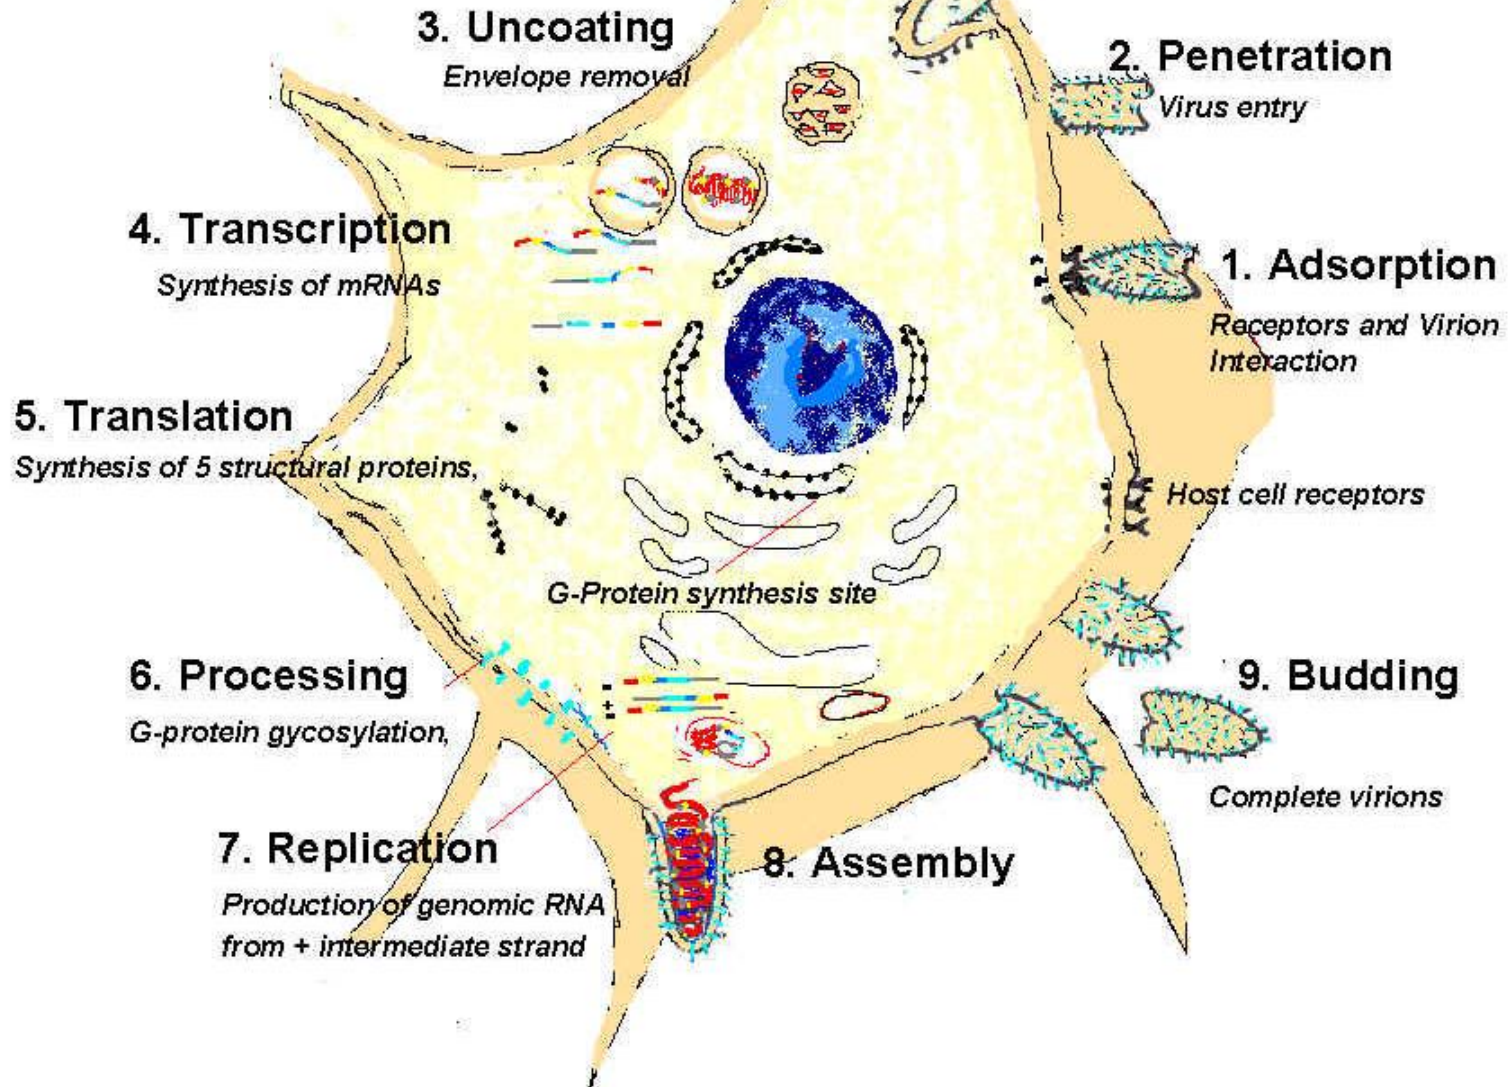 3. Uncoating
Envelope removal
2. Penetration
Virus entry
4. Transcription
Synthesis of mRNAs
1. Adsorption
Receptors and Virion
Interaction
5. Translation
Synthesis of 5 structural proteins,
Host cell receptors
G-Protein synthesis site
6. Processing
G-protein gycosylation,
9. Budding
Complete virions
- + -
7. Replication
Production of genomic RNA
from + intermediate strand
8. Assembly